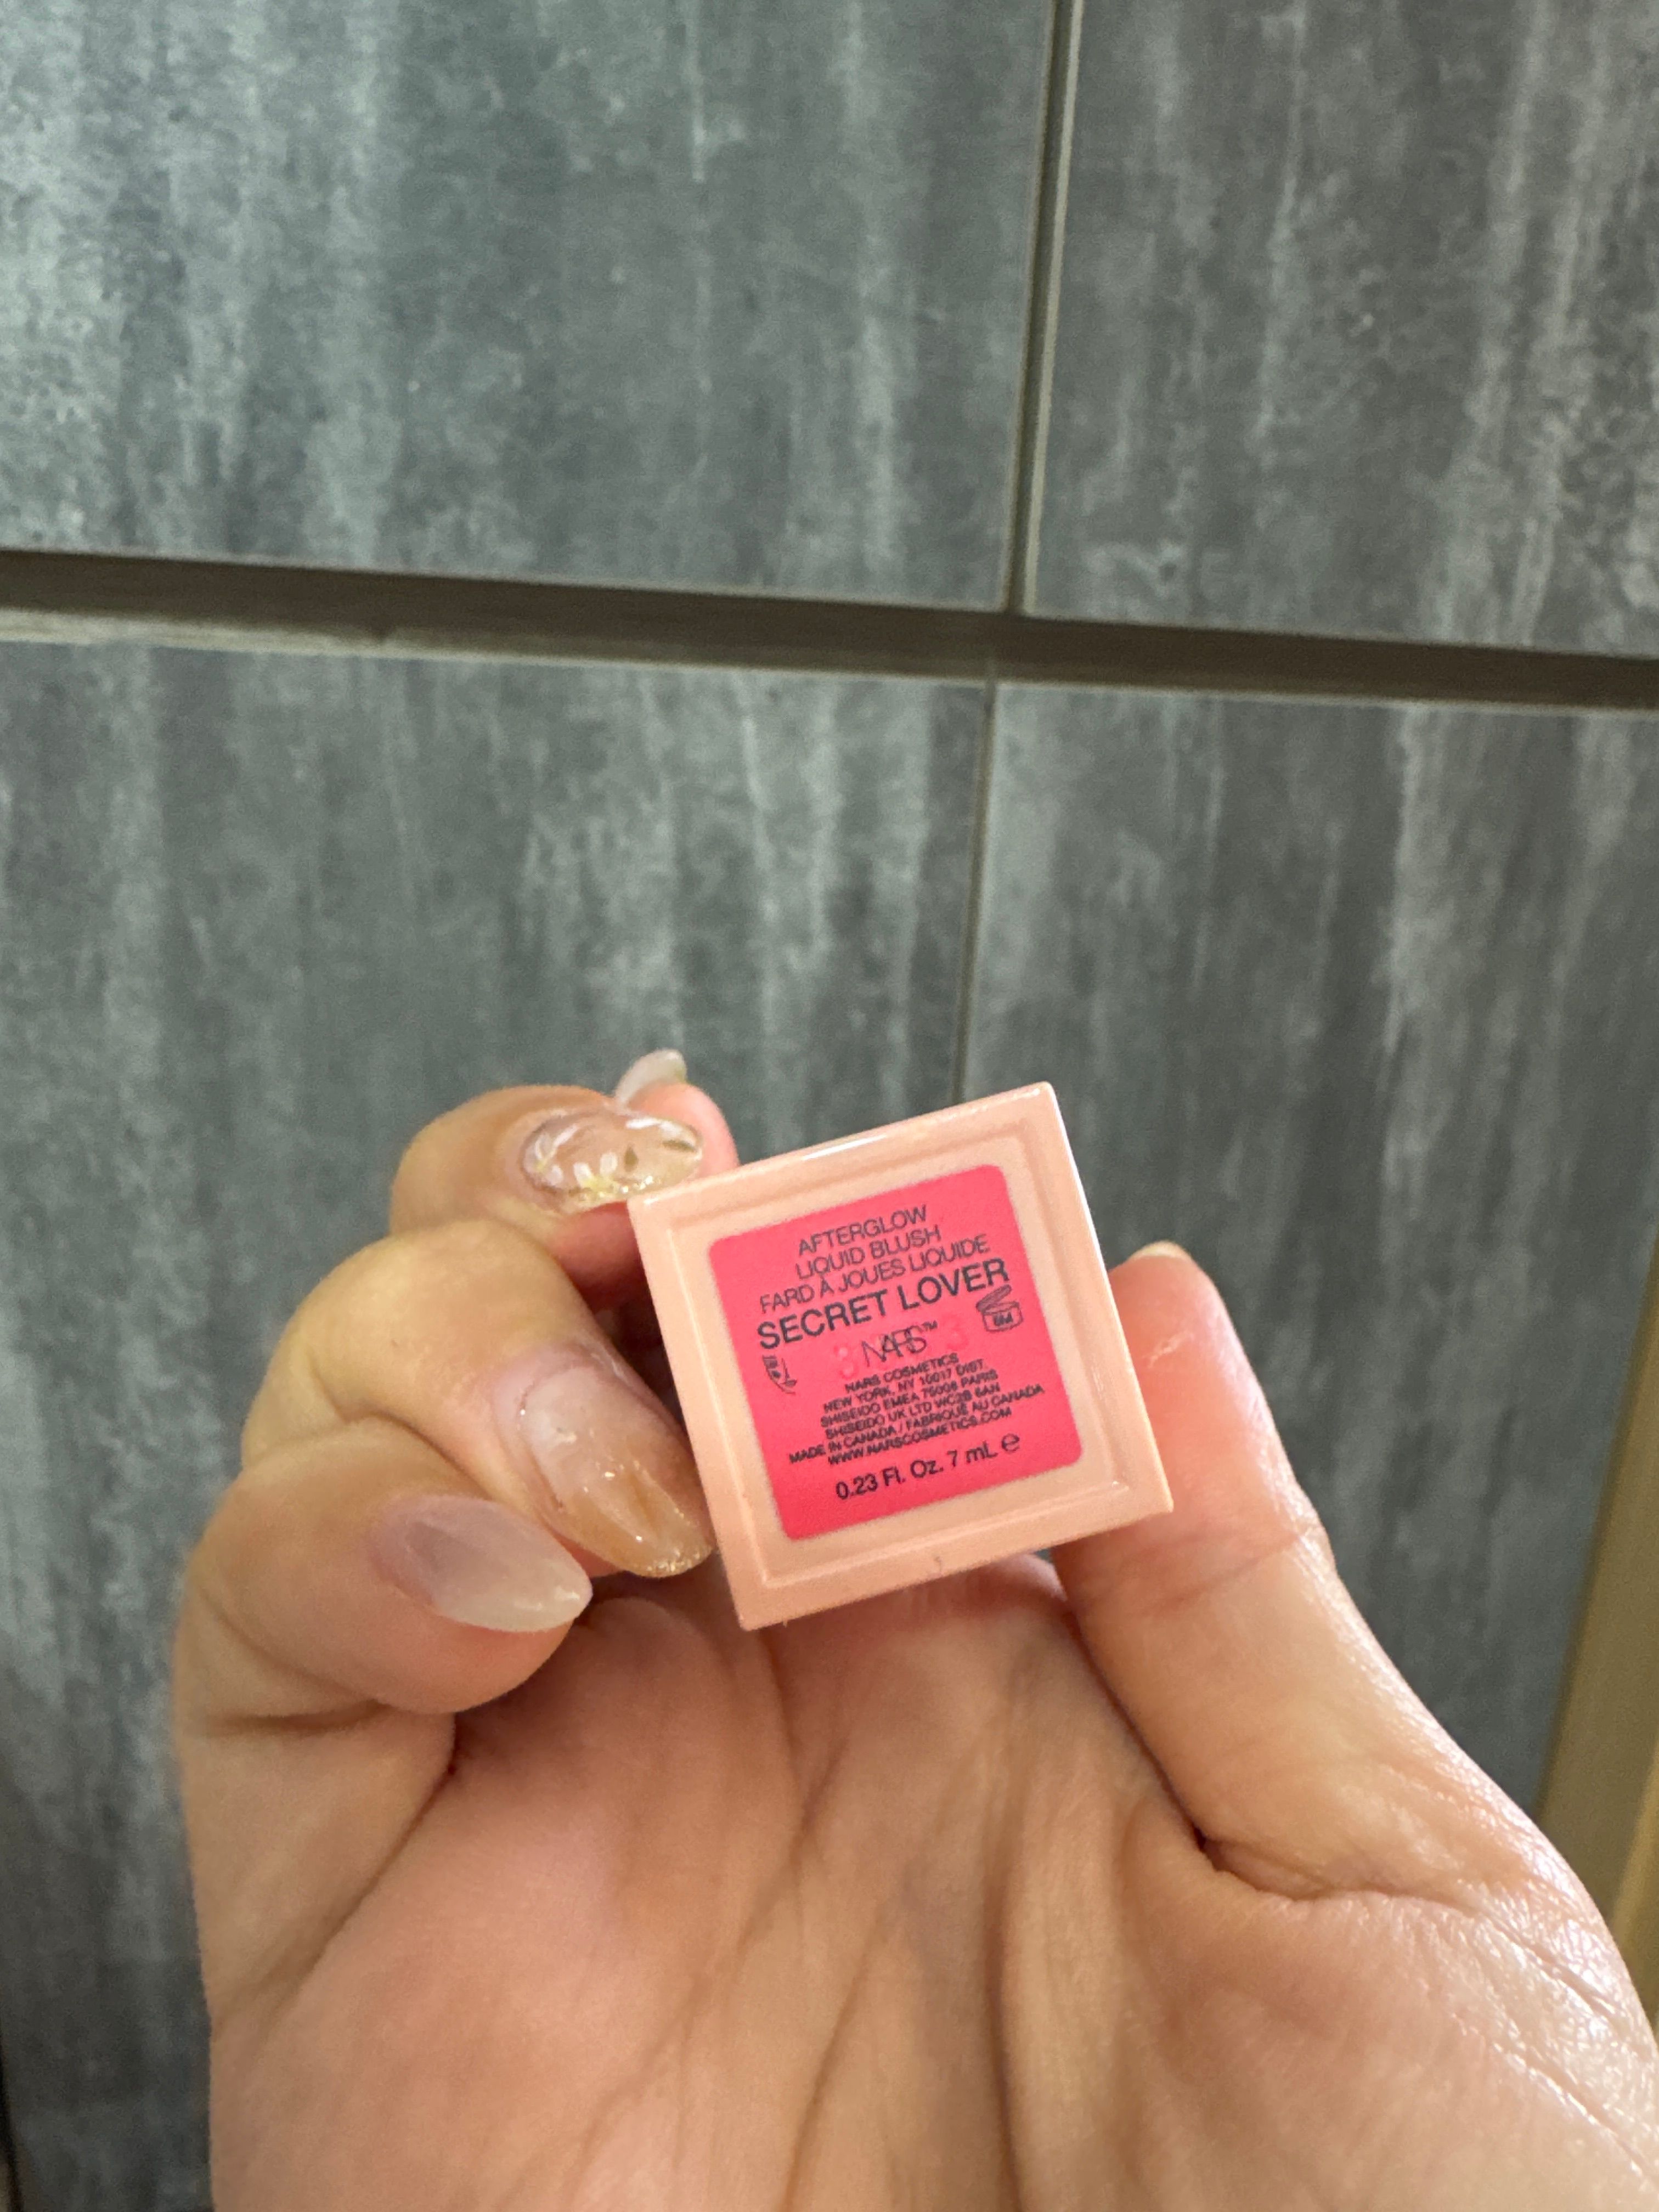 AFTERGLOW
LIQUID BLUSH
FARD À JOUES LIQUIDE
SECRET LOVER
6M
NARS™
NARS COSMETICS
NEW YORK, NY 10017 DIST.
SHISEIDO EMEA 75008 PARIS
SHISEIDO UK LTD WC2B 6AN
MADE IN CANADA / FABRIQUÉ AU CANADA
WWW.NARSCOSMETICS.COM
0.23 Fl. Oz. 7 mL ℮